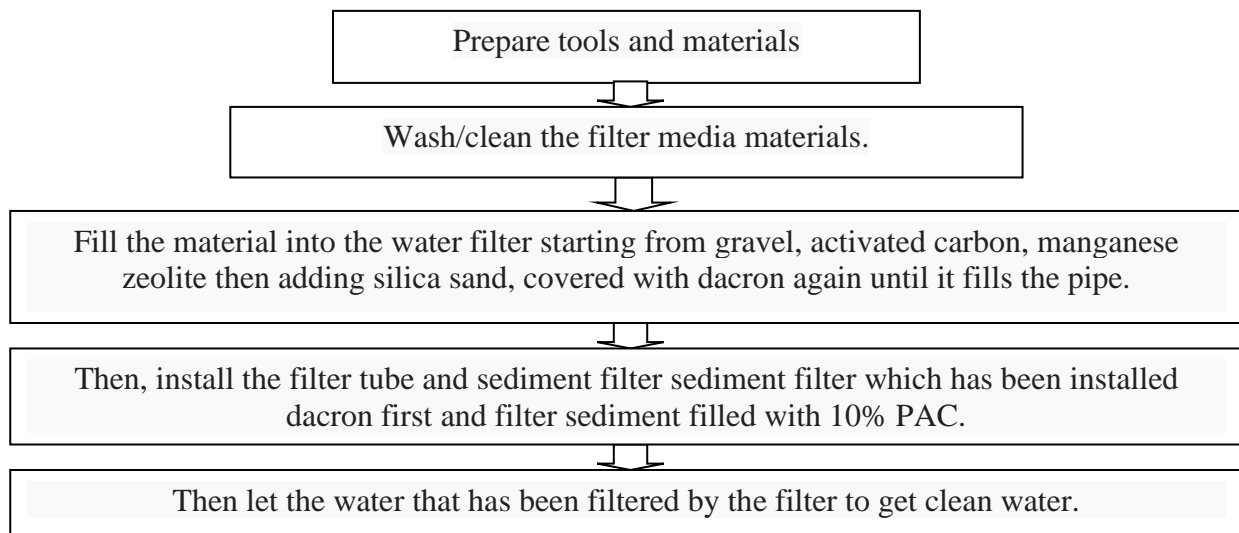 Prepare tools and materials
Wash/clean the filter media materials.
Fill the material into the water filter starting from gravel, activated carbon, manganese
zeolite then adding silica sand, covered with dacron again until it fills the pipe.
Then, install the filter tube and sediment filter sediment filter which has been installed
dacron first and filter sediment filled with 10% PAC.
Then let the water that has been filtered by the filter to get clean water.